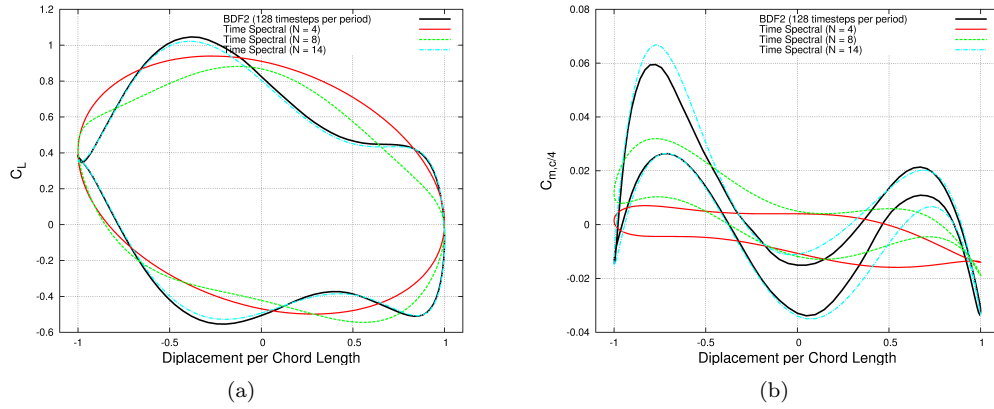 BDF2 (128 timesteps per period)
Time Spectral (N = 4)
Time Spectral (N = 8)
Time Spectral (N = 14)
1.2
1
0.8
0.6
0.4
0.2
0
-0.2
-0.4
-0.6
C_L
-1
-0.5
0
0.5
1
Diplacement per Chord Length
(a)
BDF2 (128 timesteps per period)
Time Spectral (N = 4)
Time Spectral (N = 8)
Time Spectral (N = 14)
0.08
0.06
0.04
0.02
0
-0.02
-0.04
C_m,c/4
-1
-0.5
0
0.5
1
Diplacement per Chord Length
(b)